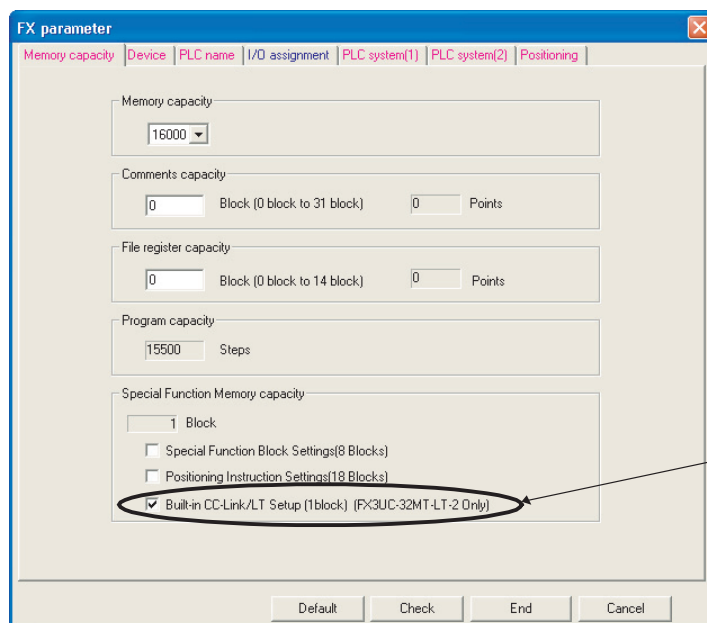 FX parameter
Memory capacity Device PLC name I/O assignment PLC system(1) PLC system(2) Positioning
Memory capacity
16000
Comments capacity
0 Block (0 block to 31 block) 0 Points
File register capacity
0 Block (0 block to 14 block) 0 Points
Program capacity
15500 Steps
Special Function Memory capacity
1 Block
Special Function Block Settings(8 Blocks)
Positioning Instruction Settings(18 Blocks)
Built-in CC-Link/LT Setup (1block) (FX3UC-32MT-LT-2 Only)
Default Check End Cancel